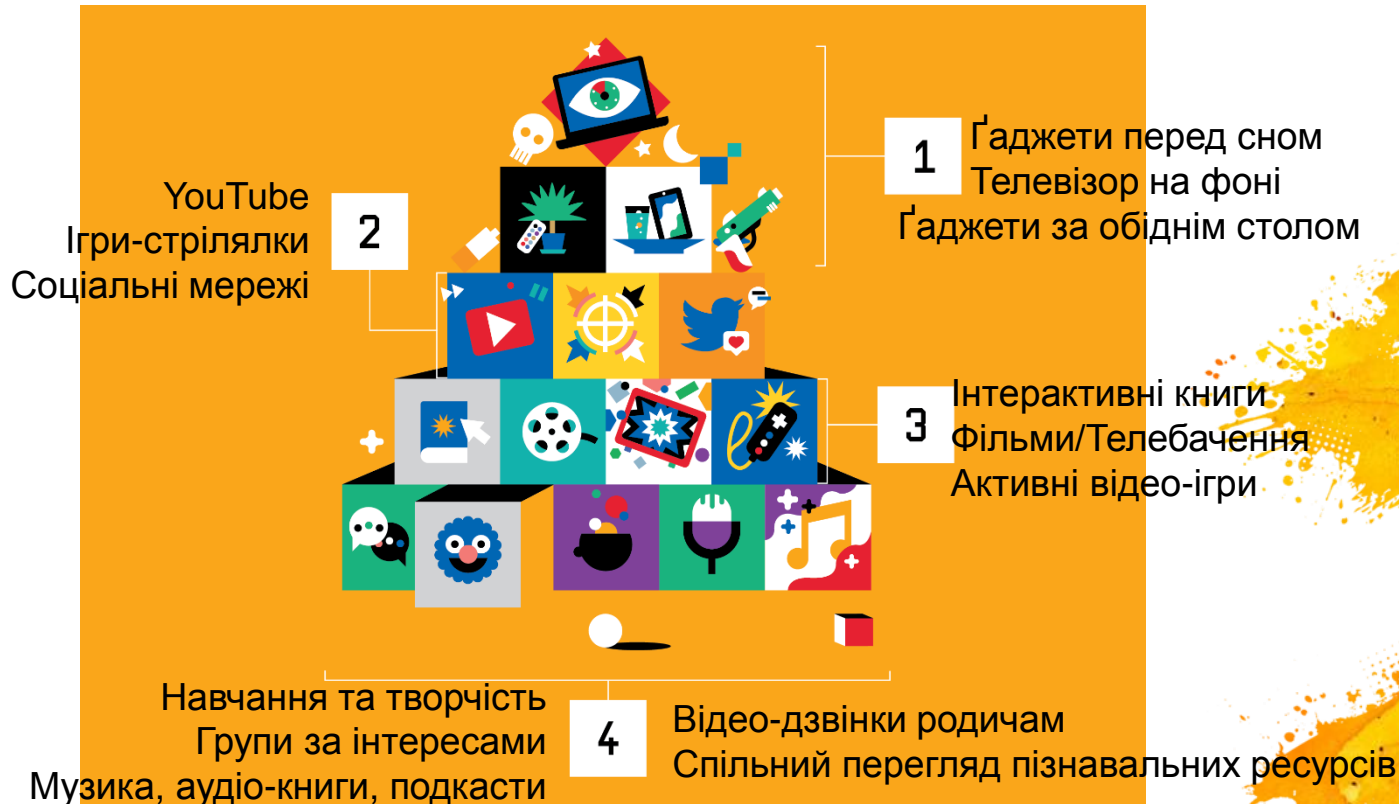 1
Ґаджети перед сном
Телевізор на фоні
Ґаджети за обіднім столом
YouTube
Ігри-стрілялки
Соціальні мережі
2
3
Інтерактивні книги
Фільми/Телебачення
Активні відео-ігри
Навчання та творчість
Групи за інтересами
Музика, аудіо-книги, подкасти
4
Відео-дзвінки родичам
Спільний перегляд пізнавальних ресурсів